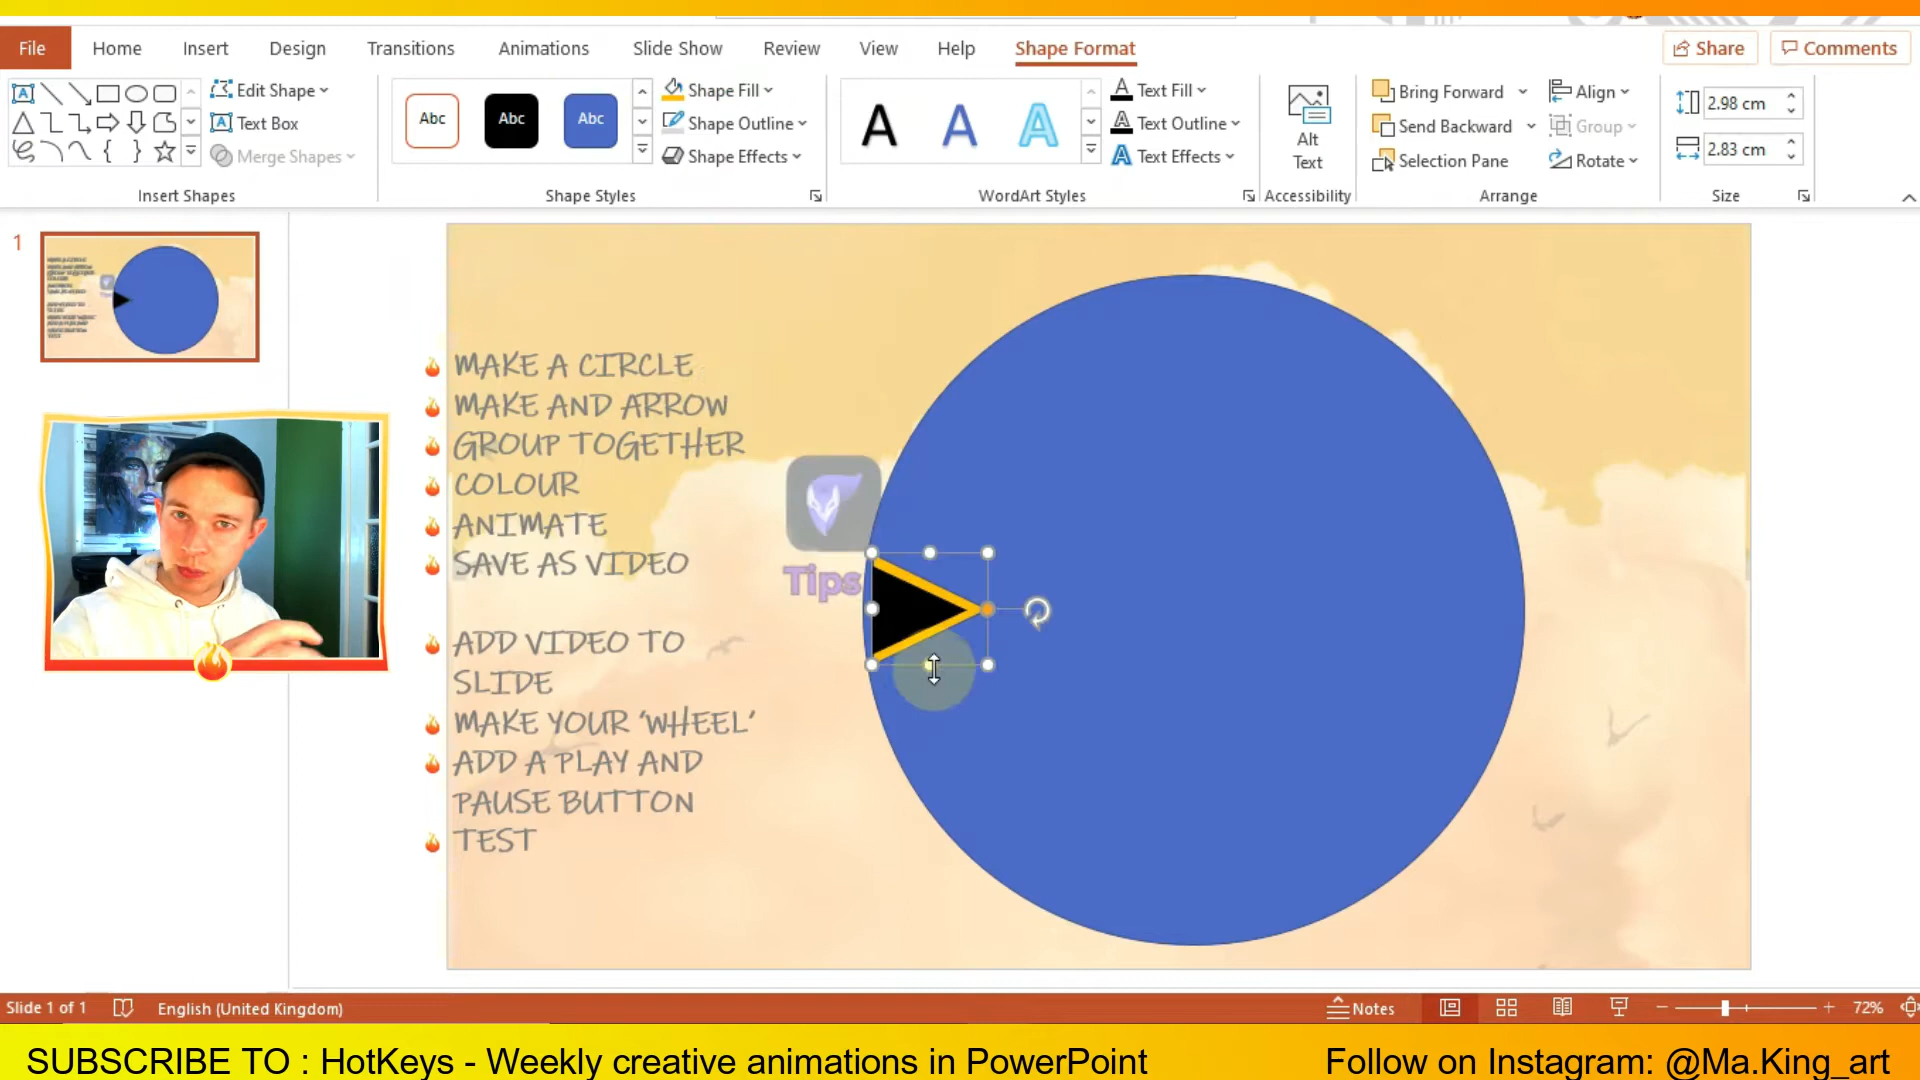 File Home Insert Design Transitions Animations Slide Show Review View Help Shape Format Share Comments
Edit Shape Text Box Merge Shapes
Insert Shapes
Abc Abc Abc
Shape Fill Shape Outline Shape Effects
Shape Styles
A A A
Text Fill Text Outline Text Effects
WordArt Styles
Alt Text
Accessibility
Bring Forward Send Backward Selection Pane
Align Group Rotate
Arrange
2.98 cm
2.83 cm
Size
1
MAKE A CIRCLE
MAKE AND ARROW
GROUP TOGETHER
COLOUR
ANIMATE
SAVE AS VIDEO
ADD VIDEO TO
SLIDE
MAKE YOUR 'WHEEL'
ADD A PLAY AND
PAUSE BUTTON
TEST
Tips
Slide 1 of 1 English (United Kingdom) Notes 72%
SUBSCRIBE TO : HotKeys - Weekly creative animations in PowerPoint Follow on Instagram: @Ma.King_art